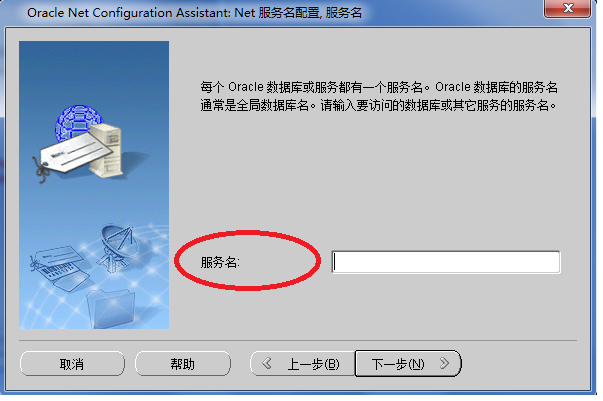 Oracle Net Configuration Assistant: Net 服务名配置, 服务名
每个 Oracle 数据库或服务都有一个服务名。Oracle 数据库的服务名
通常是全局数据库名。请输入要访问的数据库或其它服务的服务名。
服务名:
取消
帮助
上一步(B)
下一步(N)